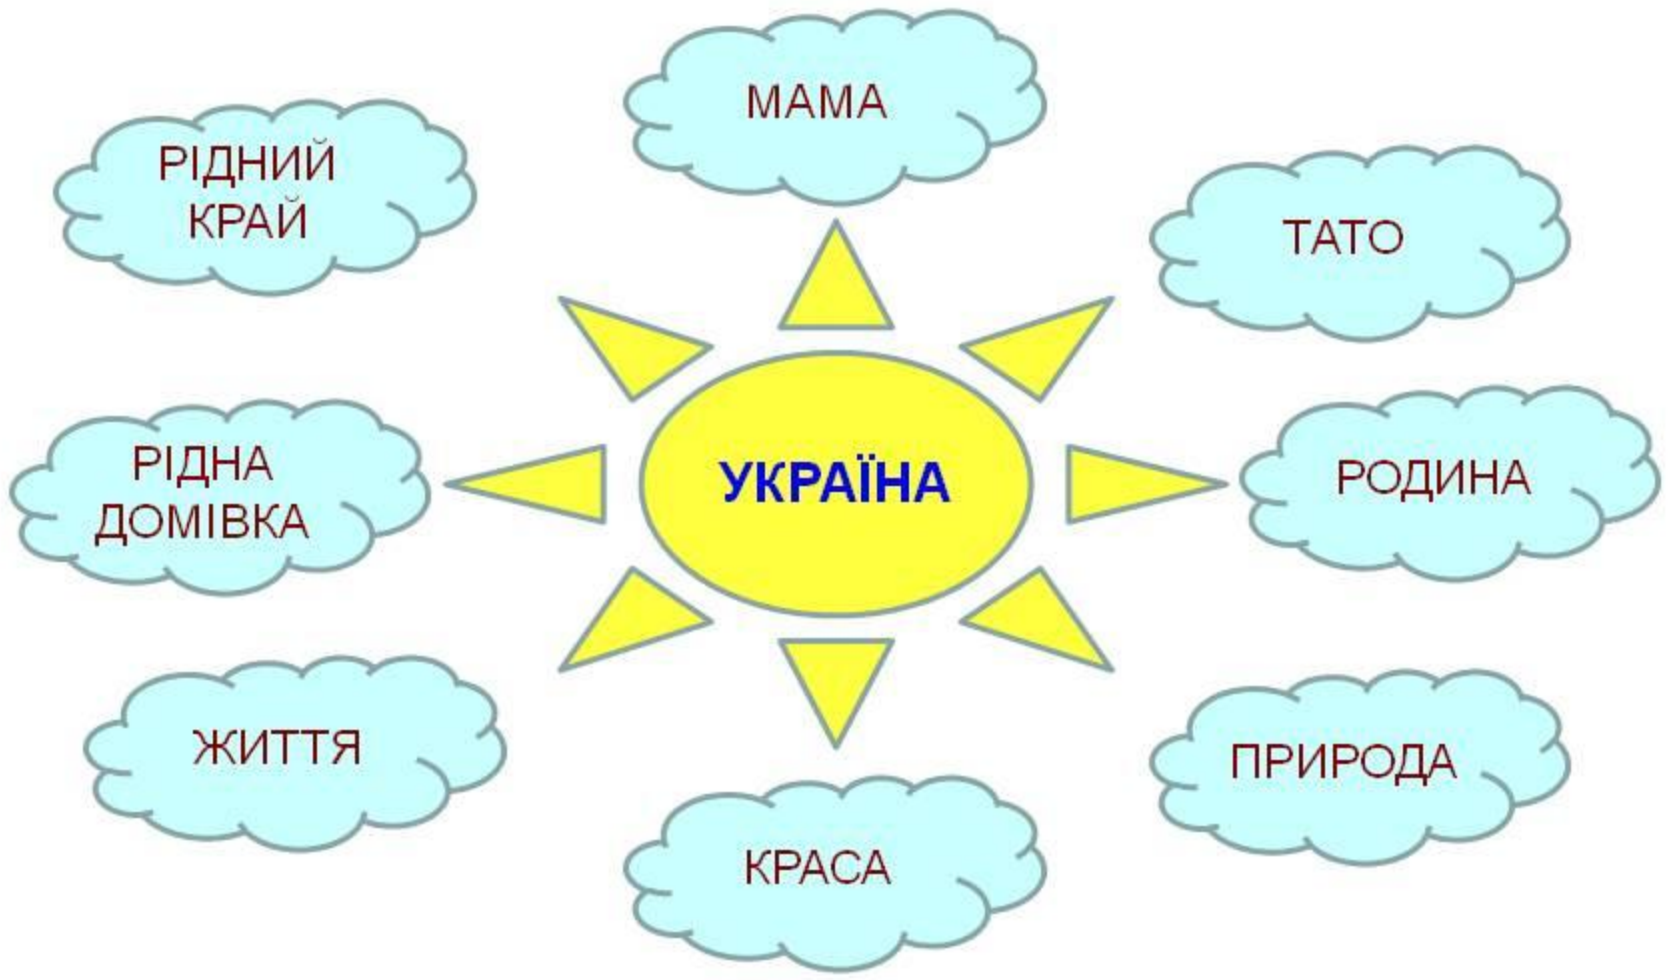 МАМА
РІДНИЙ
КРАЙ
ТАТО
РІДНА
ДОМІВКА
УКРАЇНА
РОДИНА
ЖИТТЯ
ПРИРОДА
КРАСА